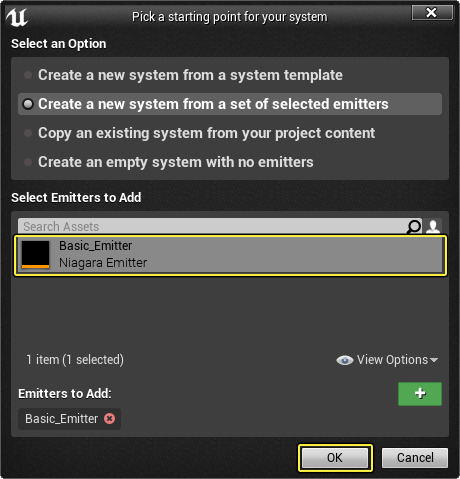 Pick a starting point for your system
Select an Option
Create a new system from a system template
Create a new system from a set of selected emitters
Copy an existing system from your project content
Create an empty system with no emitters
Select Emitters to Add
Search Assets
Basic_Emitter
Niagara Emitter
1 item (1 selected)
View Options
Emitters to Add:
Basic_Emitter
OK
Cancel